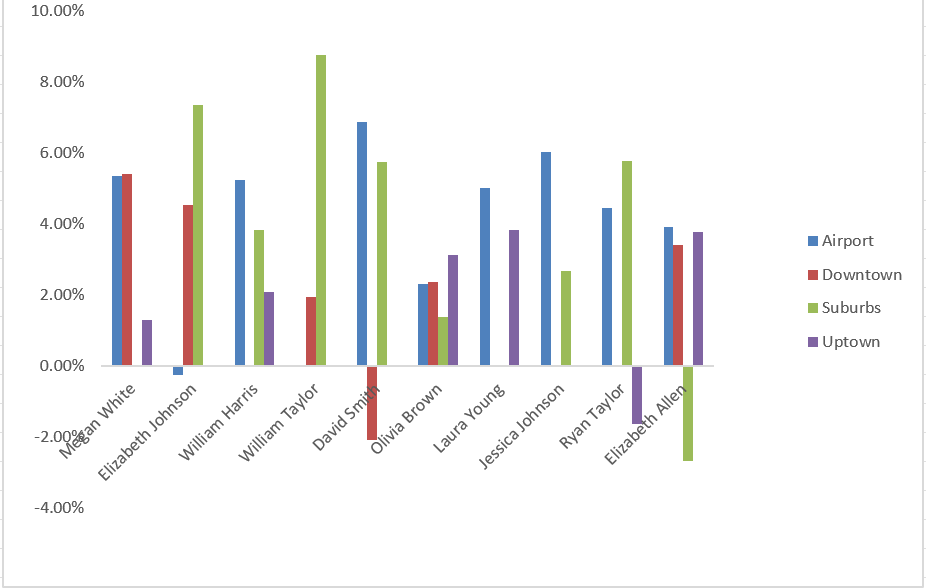 10.00%
8.00%
6.00%
4.00%
2.00%
0.00%
-2.00%
-4.00%
Megan White
Elizabeth Johnson
William Harris
William Taylor
David Smith
Olivia Brown
Laura Young
Jessica Johnson
Ryan Taylor
Elizabeth Allen
Airport
Downtown
Suburbs
Uptown